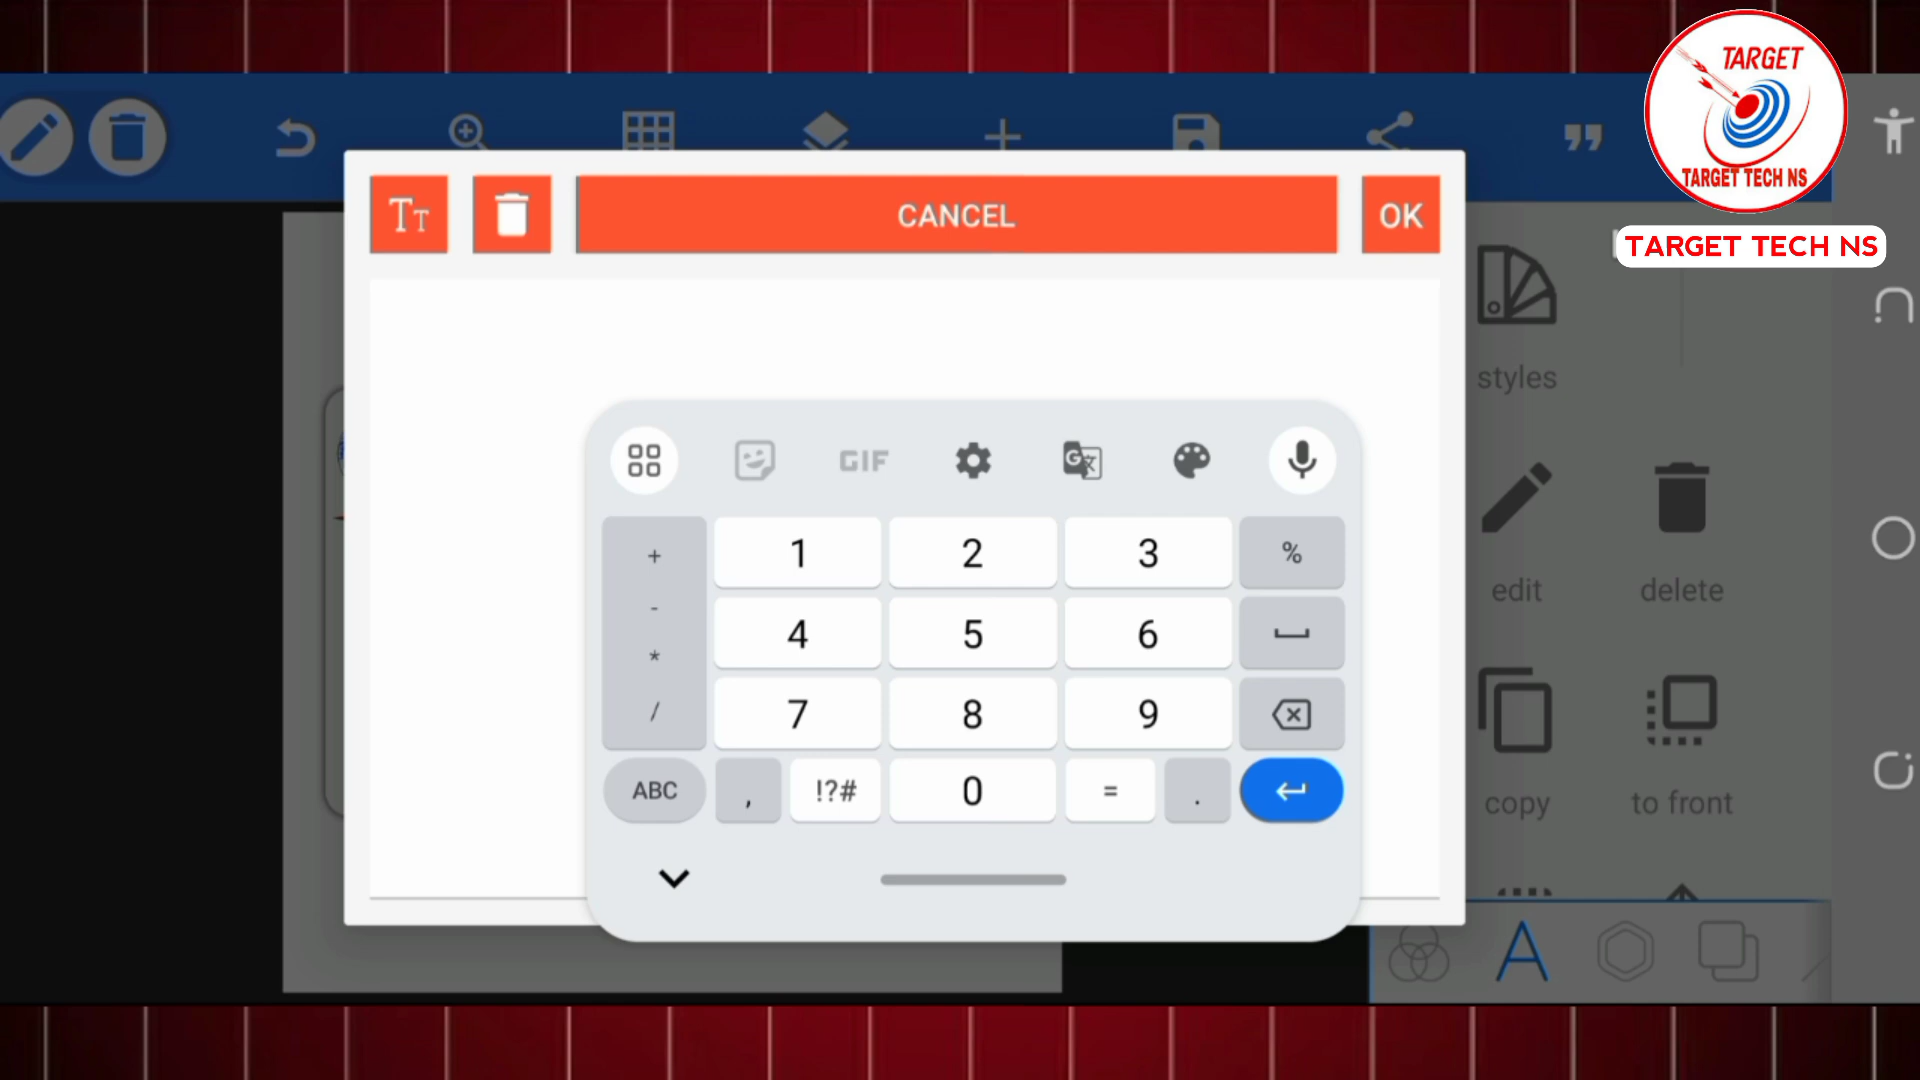 TARGET
TARGET TECH NS
TARGET TECH NS
Tт
CANCEL
OK
styles
GIF
G
+ 1 2 3 %
- 4 5 6
*
/ 7 8 9
ABC , !?# 0 = .
edit
delete
copy
to front
A